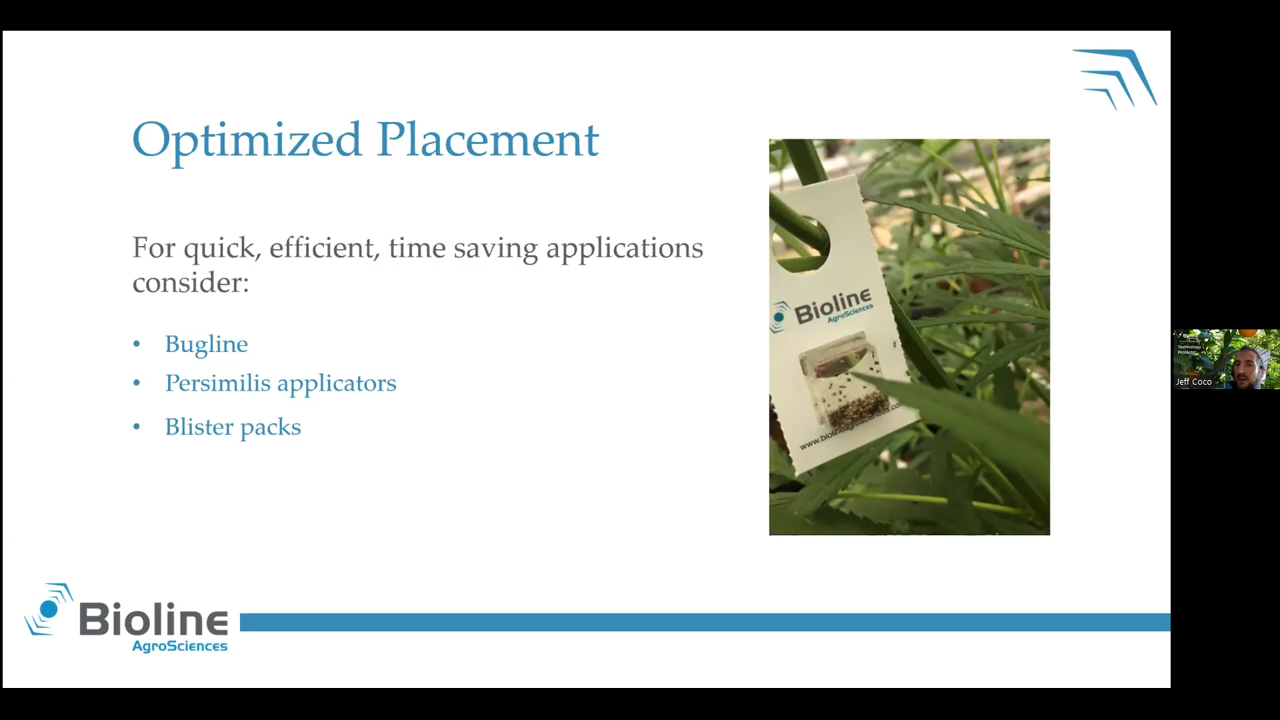 Optimized Placement
For quick, efficient, time saving applications
consider:
• Bugline
• Persimilis applicators
• Blister packs
Bioline
AgroSciences
Bioline
AgroSciences
Jeff Coco